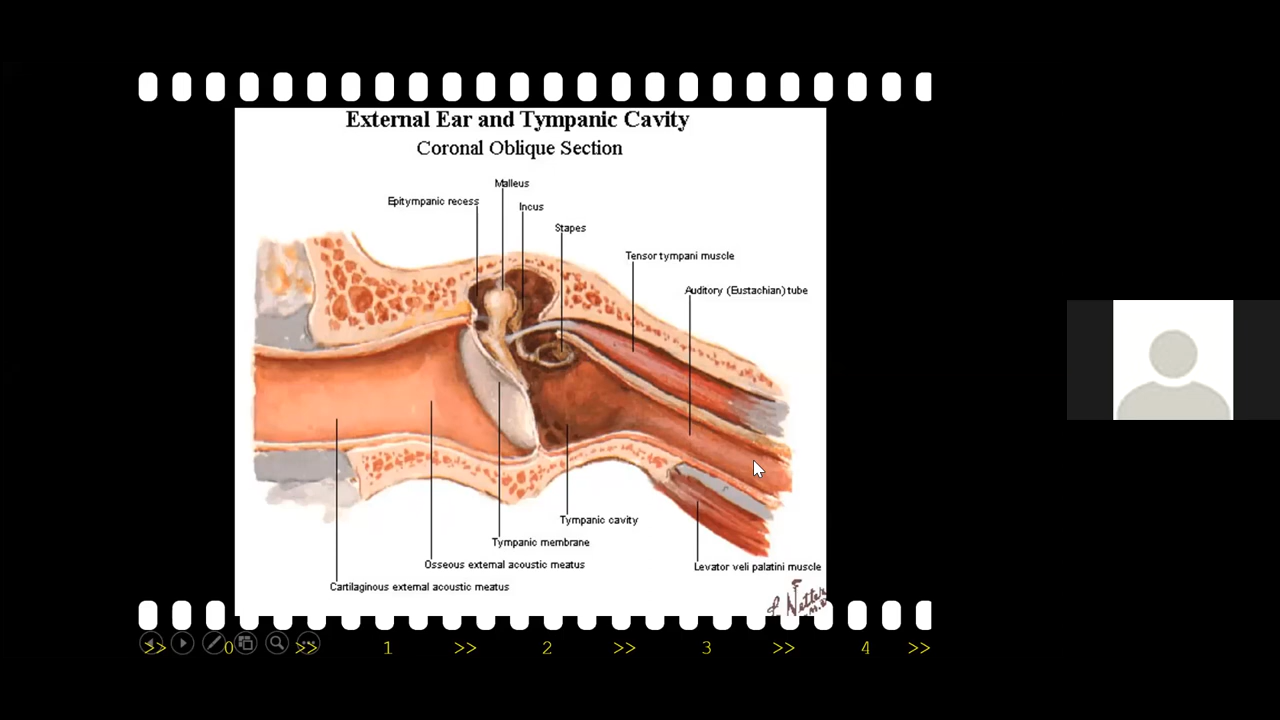 External Ear and Tympanic Cavity
Coronal Oblique Section
Malleus
Epitympanic recess
Incus
Stapes
Tensor tympani muscle
Auditory (Eustachian) tube
Tympanic cavity
Tympanic membrane
Osseous external acoustic meatus
Levator veli palatini muscle
Cartilaginous external acoustic meatus
F. Netter M.D.
>> 0 >> 1 >> 2 >> 3 >> 4 >>